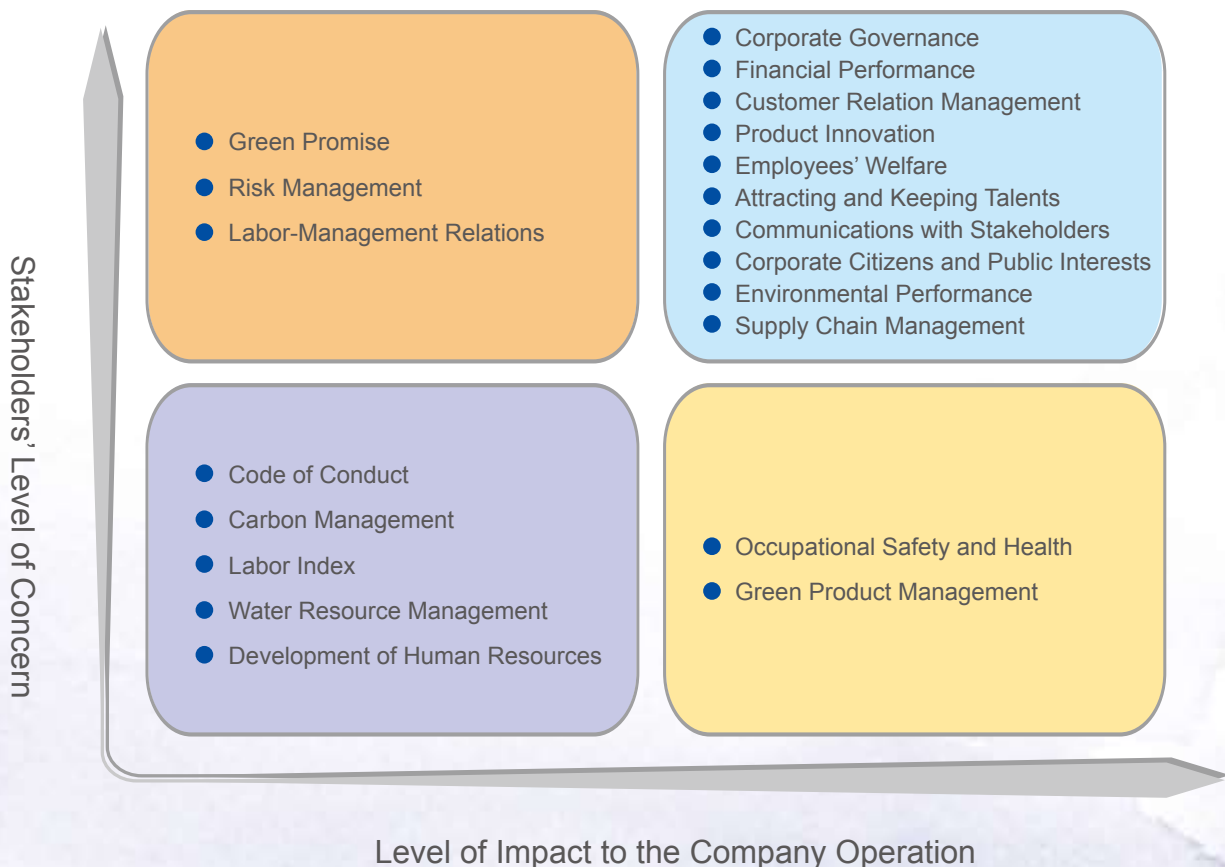 Stakeholders’ Level of Concern
Green Promise
Risk Management
Labor-Management Relations
Corporate Governance
Financial Performance
Customer Relation Management
Product Innovation
Employees’ Welfare
Attracting and Keeping Talents
Communications with Stakeholders
Corporate Citizens and Public Interests
Environmental Performance
Supply Chain Management
Code of Conduct
Carbon Management
Labor Index
Water Resource Management
Development of Human Resources
Occupational Safety and Health
Green Product Management
Level of Impact to the Company Operation